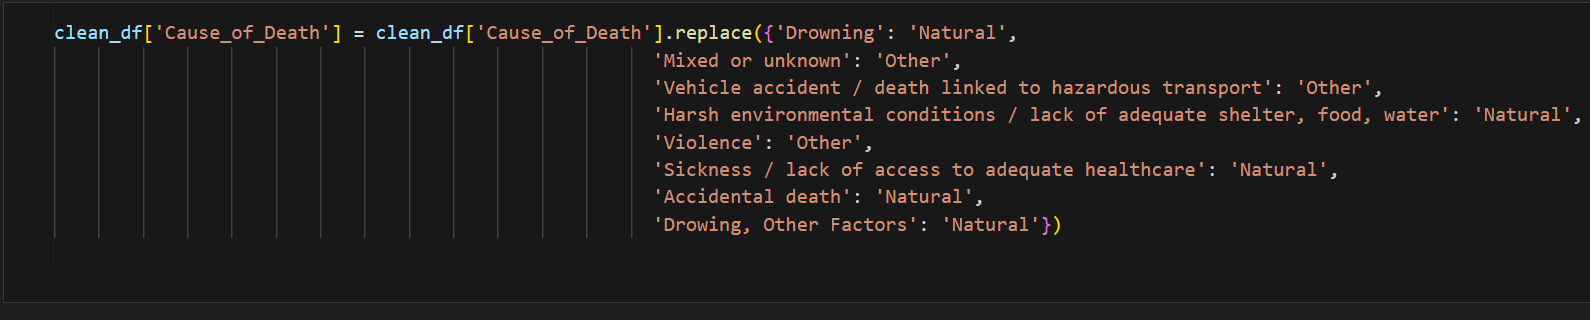 clean_df['Cause_of_Death'] = clean_df['Cause_of_Death'].replace({'Drowning': 'Natural',
'Mixed or unknown': 'Other',
'Vehicle accident / death linked to hazardous transport': 'Other',
'Harsh environmental conditions / lack of adequate shelter, food, water': 'Natural',
'Violence': 'Other',
'Sickness / lack of access to adequate healthcare': 'Natural',
'Accidental death': 'Natural',
'Drowing, Other Factors': 'Natural'})